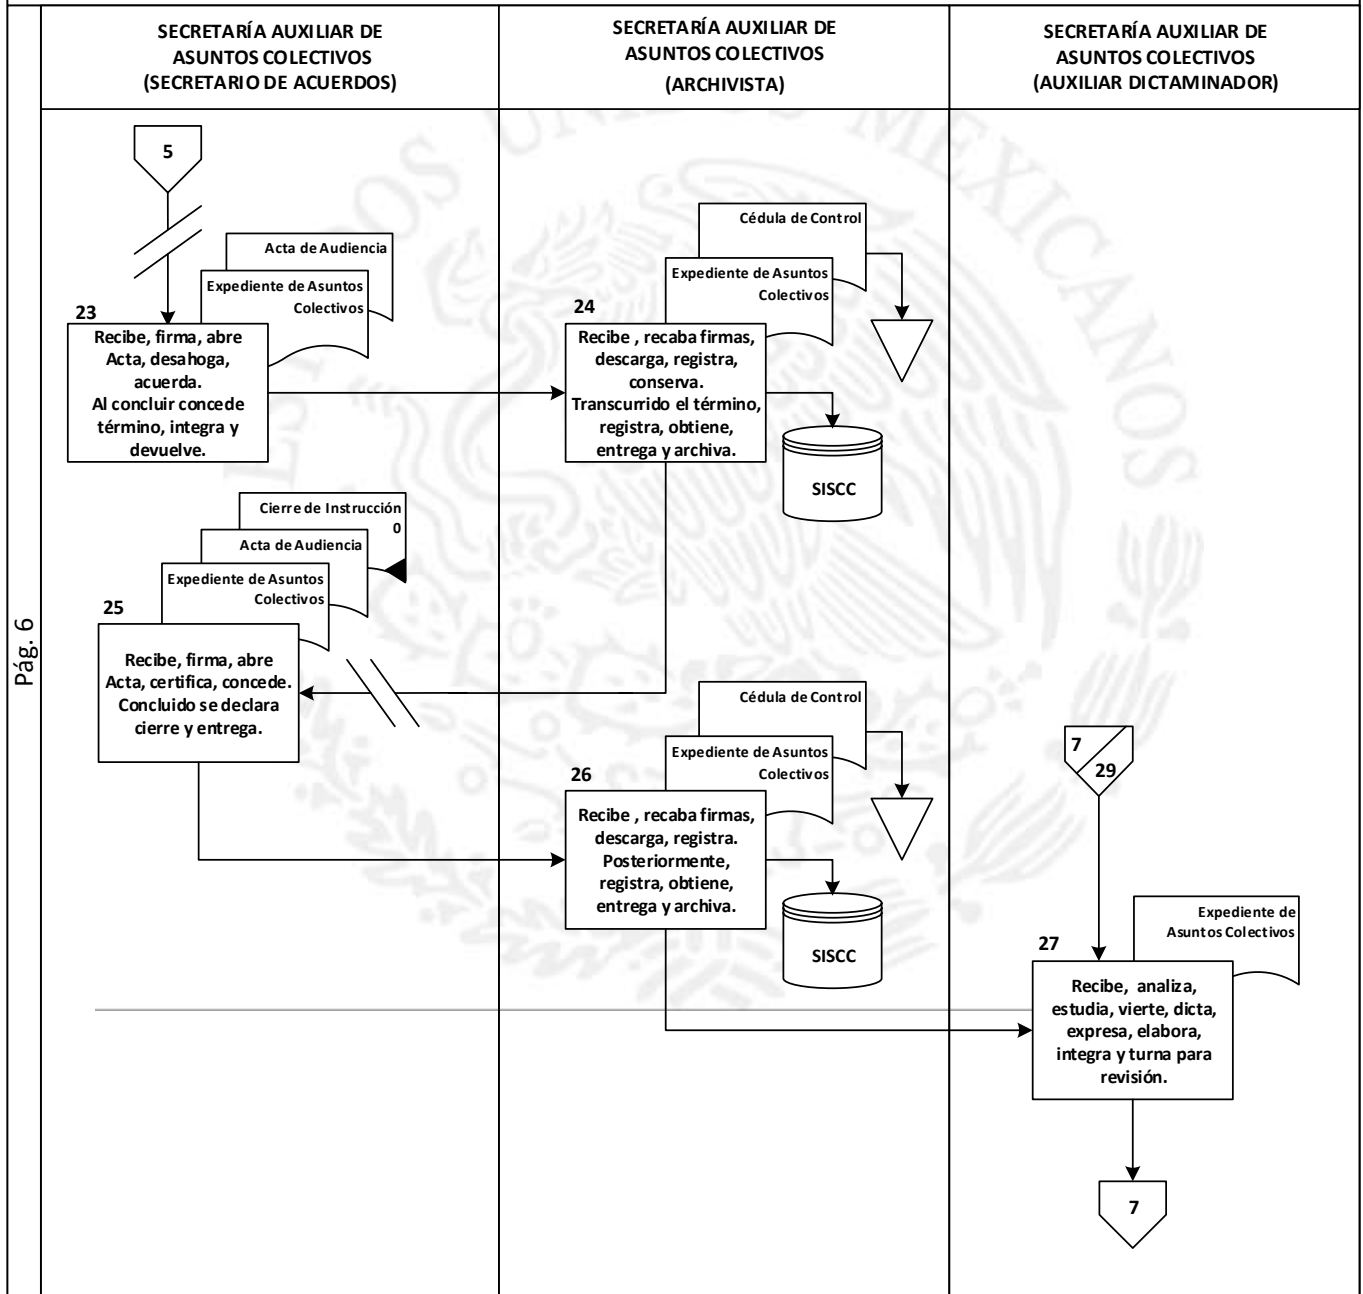 SECRETARÍA AUXILIAR DE
ASUNTOS COLECTIVOS
(SECRETARIO DE ACUERDOS)
SECRETARÍA AUXILIAR DE
ASUNTOS COLECTIVOS
(ARCHIVISTA)
SECRETARÍA AUXILIAR DE
ASUNTOS COLECTIVOS
(AUXILIAR DICTAMINADOR)
Pág. 6
5
Acta de Audiencia
Expediente de Asuntos
Colectivos
23
Recibe, firma, abre
Acta, desahoga,
acuerda.
Al concluir concede
término, integra y
devuelve.
Cédula de Control
Expediente de Asuntos
Colectivos
24
Recibe , recaba firmas,
descarga, registra,
conserva.
Transcurrido el término,
registra, obtiene,
entrega y archiva.
SISCC
Cierre de Instrucción
0
Acta de Audiencia
Expediente de Asuntos
Colectivos
25
Recibe, firma, abre
Acta, certifica, concede.
Concluido se declara
cierre y entrega.
Cédula de Control
Expediente de Asuntos
Colectivos
26
Recibe , recaba firmas,
descarga, registra.
Posteriormente,
registra, obtiene,
entrega y archiva.
SISCC
7
29
Expediente de
Asuntos Colectivos
27
Recibe, analiza,
estudia, vierte, dicta,
expresa, elabora,
integra y turna para
revisión.
7
ESTADOS UNIDOS MEXICANOS